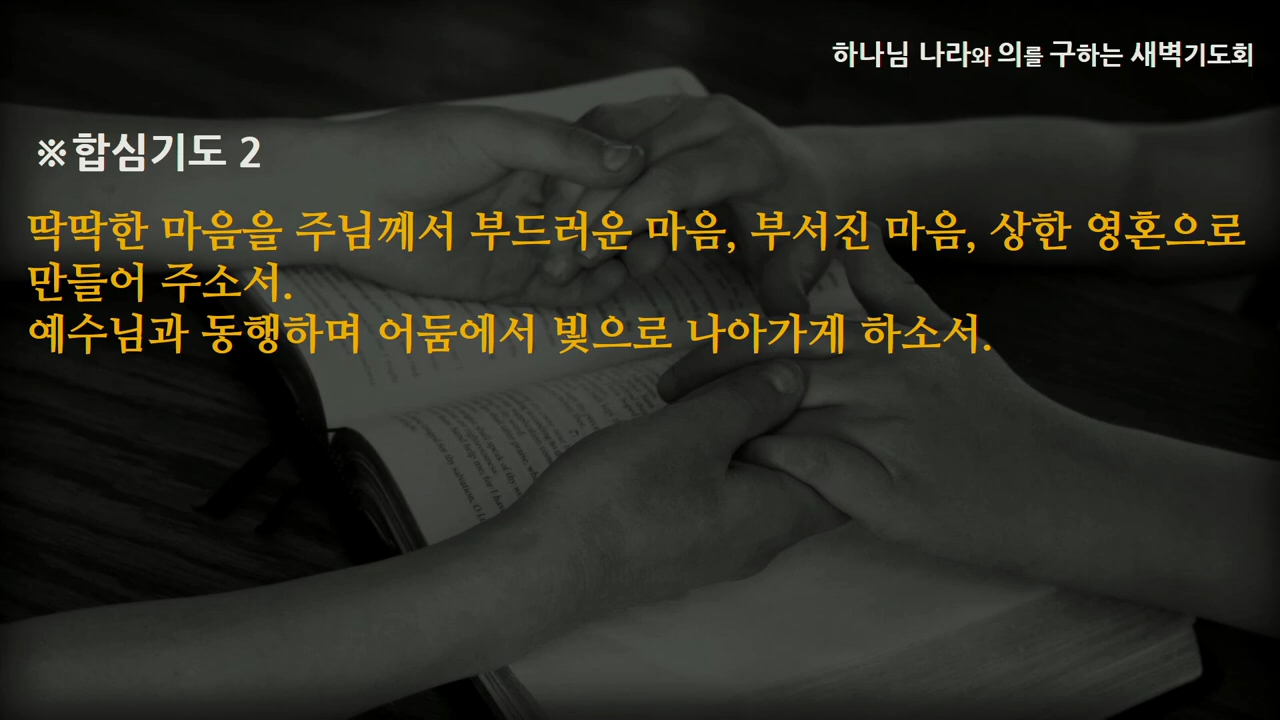 하나님 나라와 의를 구하는 새벽기도회
※합심기도 2
딱딱한 마음을 주님께서 부드러운 마음, 부서진 마음, 상한 영혼으로
만들어 주소서.
예수님과 동행하며 어둠에서 빛으로 나아가게 하소서.